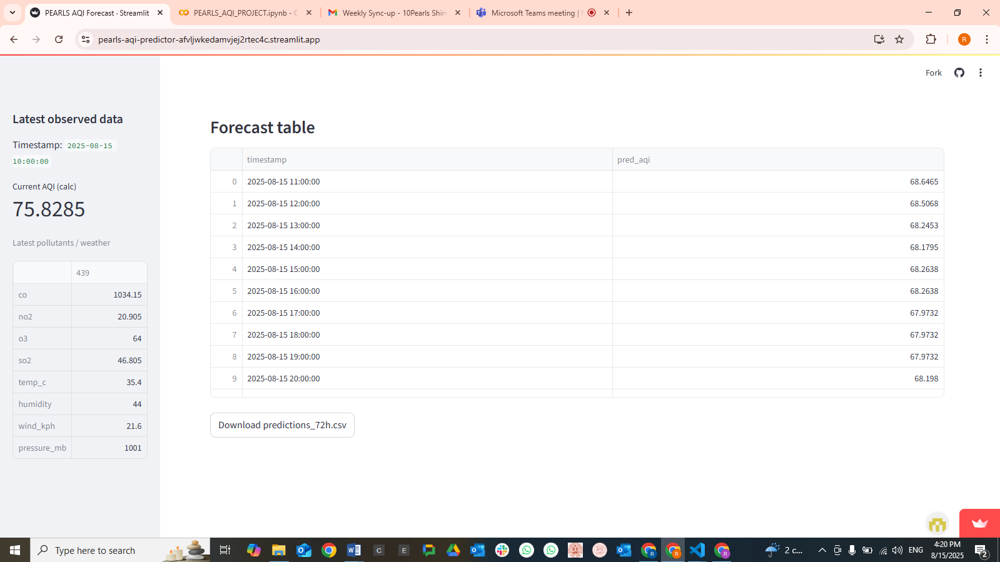 PEARLS AQI Forecast · Streamlit
PEARLS_AQI_PROJECT.ipynb - C
Weekly Sync-up - 10Pearls Shin
Microsoft Teams meeting |
pearls-aqi-predictor-afvljwkedamvjej2rtec4c.streamlit.app
R
Fork
Latest observed data
Timestamp: 2025-08-15
10:00:00
Current AQI (calc)
75.8285
Latest pollutants / weather
439
co 1034.15
no2 20.905
o3 64
so2 46.805
temp_c 35.4
humidity 44
wind_kph 21.6
pressure_mb 1001
Forecast table
timestamp pred_aqi
0 2025-08-15 11:00:00 68.6465
1 2025-08-15 12:00:00 68.5068
2 2025-08-15 13:00:00 68.2453
3 2025-08-15 14:00:00 68.1795
4 2025-08-15 15:00:00 68.2638
5 2025-08-15 16:00:00 68.2638
6 2025-08-15 17:00:00 67.9732
7 2025-08-15 18:00:00 67.9732
8 2025-08-15 19:00:00 67.9732
9 2025-08-15 20:00:00 68.198
Download predictions_72h.csv
Type here to search
C
E
R
R
R
2 c...
ENG
4:20 PM
8/15/2025
2